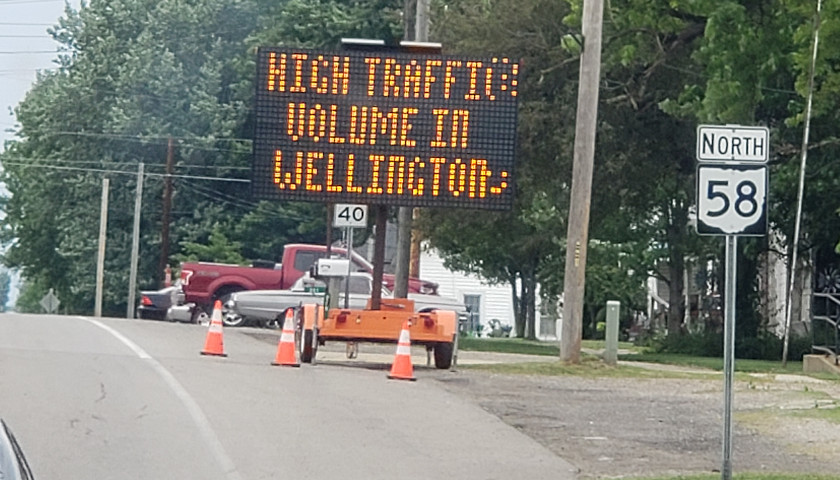 HIGH TRAFFIC
VOLUME IN
WELLINGTON
40
NORTH
58